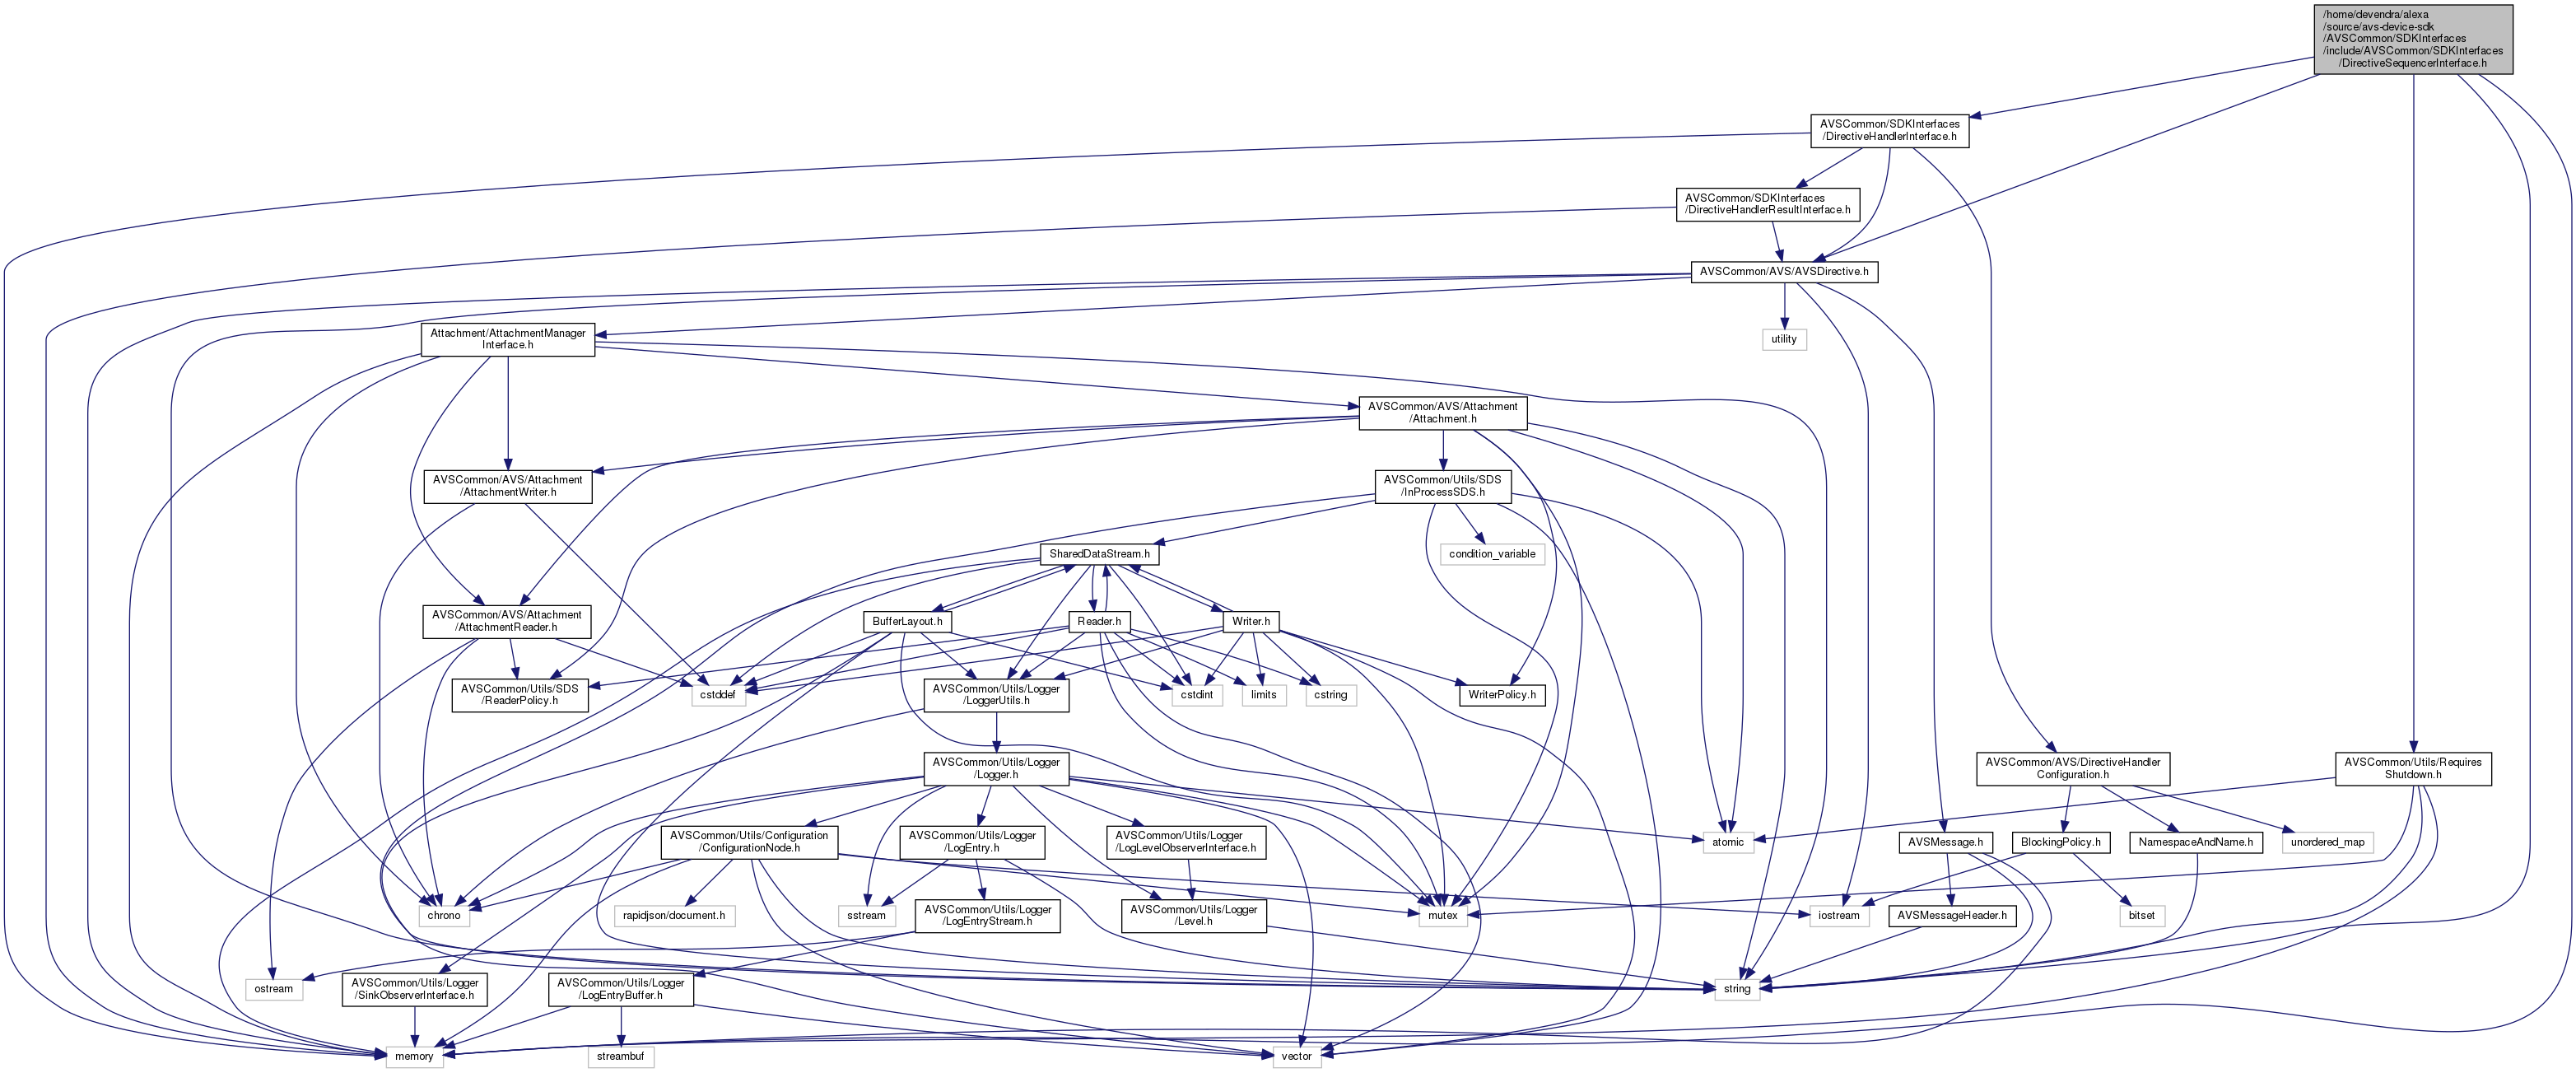 /home/devendra/alexa
/source/avs-device-sdk
/AVSCommon/SDKInterfaces
/include/AVSCommon/SDKInterfaces
/DirectiveSequencerInterface.h
AVSCommon/SDKInterfaces
/DirectiveHandlerInterface.h
AVSCommon/SDKInterfaces
/DirectiveHandlerResultInterface.h
AVSCommon/AVS/AVSDirective.h
Attachment/AttachmentManager
Interface.h
utility
AVSCommon/AVS/Attachment
/Attachment.h
AVSCommon/AVS/Attachment
/AttachmentWriter.h
AVSCommon/Utils/SDS
/InProcessSDS.h
SharedDataStream.h
condition_variable
AVSCommon/AVS/Attachment
/AttachmentReader.h
BufferLayout.h
Reader.h
Writer.h
AVSCommon/Utils/SDS
/ReaderPolicy.h
cstddef
AVSCommon/Utils/Logger
/LoggerUtils.h
cstdint
limits
cstring
WriterPolicy.h
AVSCommon/Utils/Logger
/Logger.h
AVSCommon/AVS/DirectiveHandler
Configuration.h
AVSCommon/Utils/Requires
Shutdown.h
AVSCommon/Utils/Configuration
/ConfigurationNode.h
AVSCommon/Utils/Logger
/LogEntry.h
AVSCommon/Utils/Logger
/LogLevelObserverInterface.h
atomic
AVSMessage.h
BlockingPolicy.h
NamespaceAndName.h
unordered_map
chrono
rapidjson/document.h
sstream
AVSCommon/Utils/Logger
/LogEntryStream.h
AVSCommon/Utils/Logger
/Level.h
mutex
iostream
AVSMessageHeader.h
bitset
ostream
AVSCommon/Utils/Logger
/SinkObserverInterface.h
AVSCommon/Utils/Logger
/LogEntryBuffer.h
string
memory
streambuf
vector